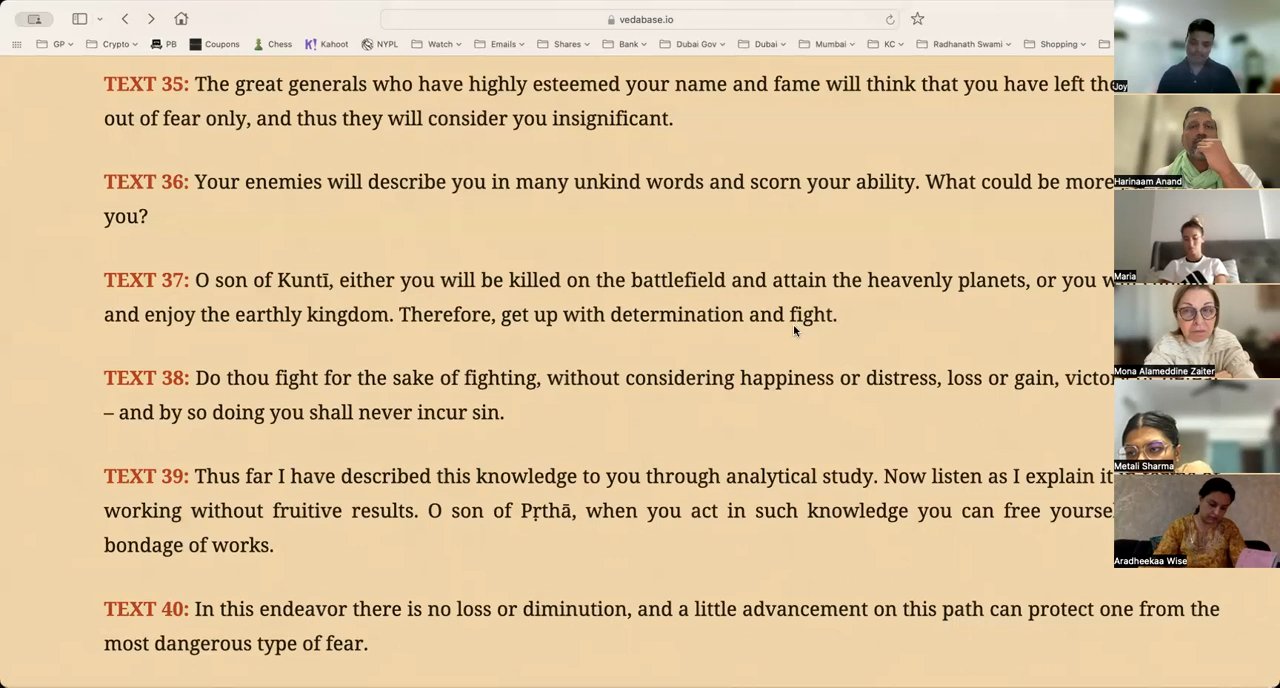 vedabase.io
GP Crypto PB Coupons Chess Kahoot NYPL Watch Emails Shares Bank Dubai Gov Dubai Mumbai KC Radhanath Swami Shopping
TEXT 35: The great generals who have highly esteemed your name and fame will think that you have left
out of fear only, and thus they will consider you insignificant.
TEXT 36: Your enemies will describe you in many unkind words and scorn your ability. What could be more
you?
TEXT 37: O son of Kuntī, either you will be killed on the battlefield and attain the heavenly planets, or you
and enjoy the earthly kingdom. Therefore, get up with determination and fight.
TEXT 38: Do thou fight for the sake of fighting, without considering happiness or distress, loss or gain,
– and by so doing you shall never incur sin.
TEXT 39: Thus far I have described this knowledge to you through analytical study. Now listen as I explain it
working without fruitive results. O son of Pṛthā, when you act in such knowledge you can free
bondage of works.
TEXT 40: In this endeavor there is no loss or diminution, and a little advancement on this path can protect one from the
most dangerous type of fear.
Joy
Harinaam Anand
Maria
Mona Alameddine Zaiter
Metali Sharma
Aradheekaa Wise